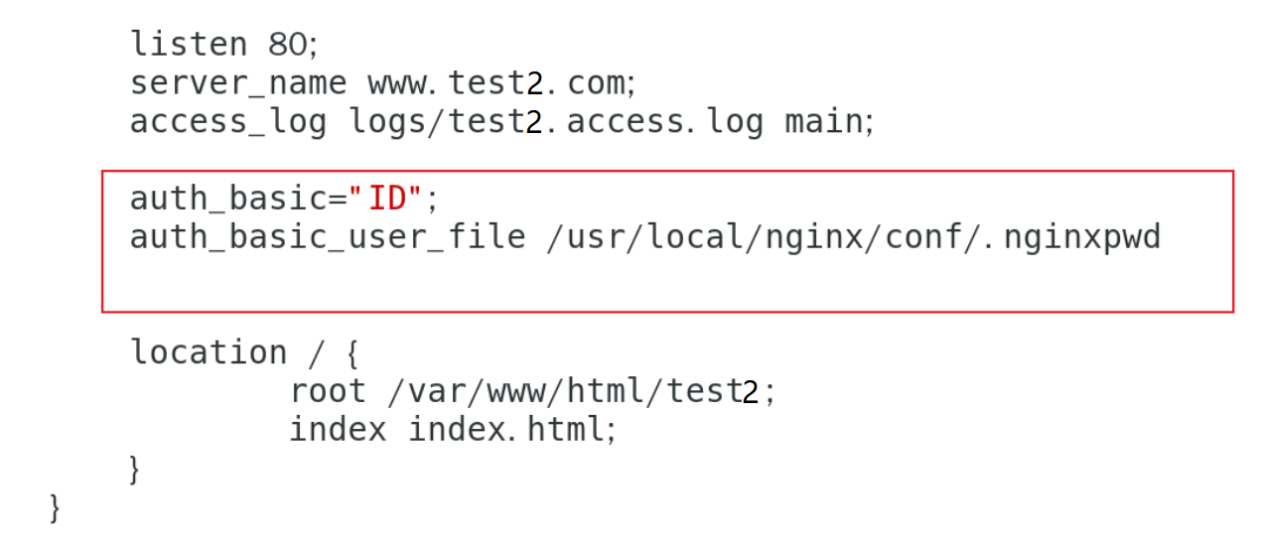 listen 80;
server_name www.test2.com;
access_log logs/test2.access.log main;
auth_basic="ID";
auth_basic_user_file /usr/local/nginx/conf/.nginxpwd
location / {
root /var/www/html/test2;
index index.html;
}
}